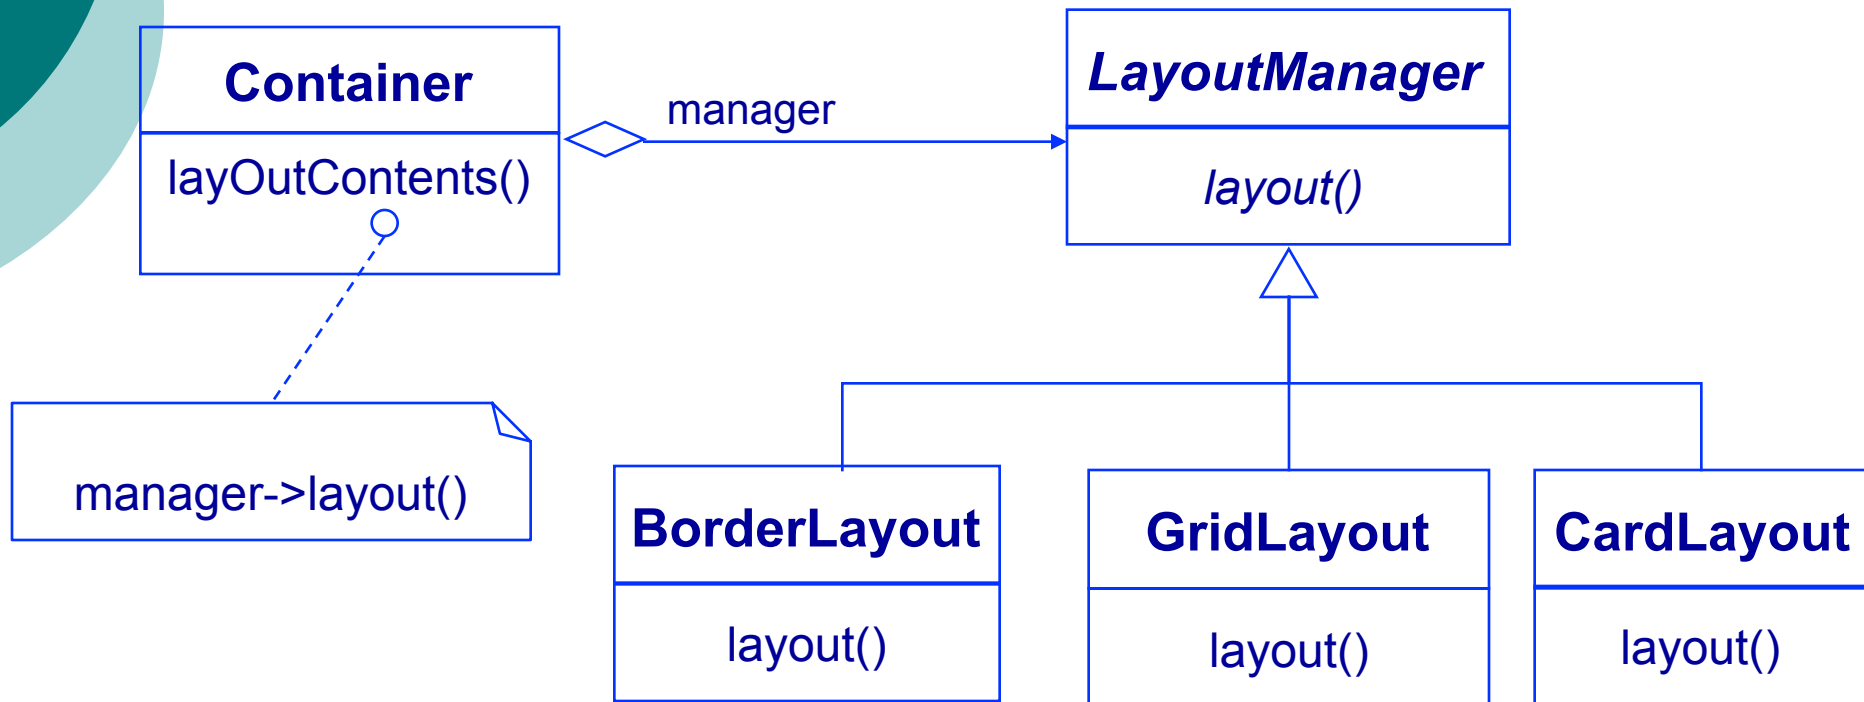 Container
layOutContents()
manager
LayoutManager
layout()
manager->layout()
BorderLayout
layout()
GridLayout
layout()
CardLayout
layout()